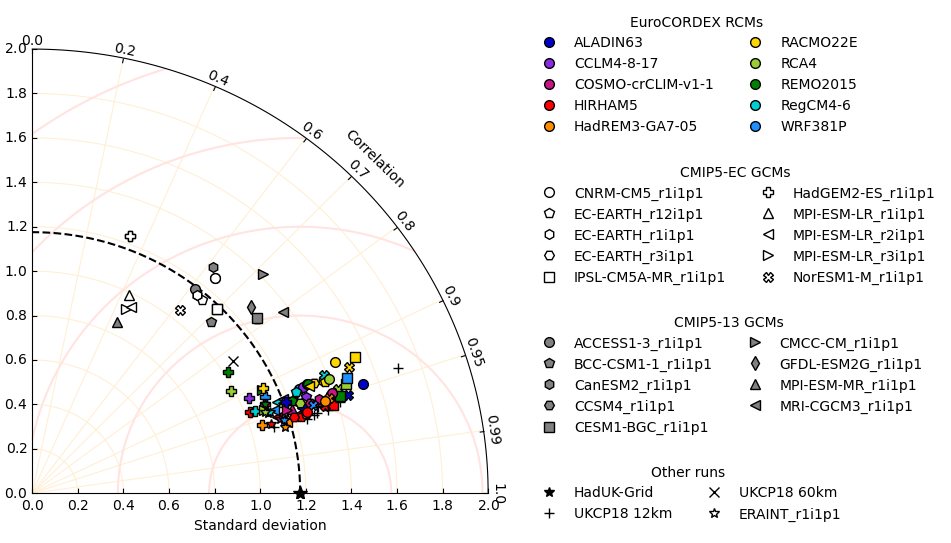 0.0
0.2
0.4
0.6
Correlation
0.7
0.8
0.9
0.95
0.99
1.0
2.0
1.8
1.6
1.4
1.2
1.0
0.8
0.6
0.4
0.2
0.0
0.0 0.2 0.4 0.6 0.8 1.0 1.2 1.4 1.6 1.8 2.0
Standard deviation
EuroCORDEX RCMs
ALADIN63 RACMO22E
CCLM4-8-17 RCA4
COSMO-crCLIM-v1-1 REMO2015
HIRHAM5 RegCM4-6
HadREM3-GA7-05 WRF381P
CMIP5-EC GCMs
CNRM-CM5_r1i1p1 HadGEM2-ES_r1i1p1
EC-EARTH_r12i1p1 MPI-ESM-LR_r1i1p1
EC-EARTH_r1i1p1 MPI-ESM-LR_r2i1p1
EC-EARTH_r3i1p1 MPI-ESM-LR_r3i1p1
IPSL-CM5A-MR_r1i1p1 NorESM1-M_r1i1p1
CMIP5-13 GCMs
ACCESS1-3_r1i1p1 CMCC-CM_r1i1p1
BCC-CSM1-1_r1i1p1 GFDL-ESM2G_r1i1p1
CanESM2_r1i1p1 MPI-ESM-MR_r1i1p1
CCSM4_r1i1p1 MRI-CGCM3_r1i1p1
CESM1-BGC_r1i1p1
Other runs
HadUK-Grid UKCP18 60km
UKCP18 12km ERAINT_r1i1p1